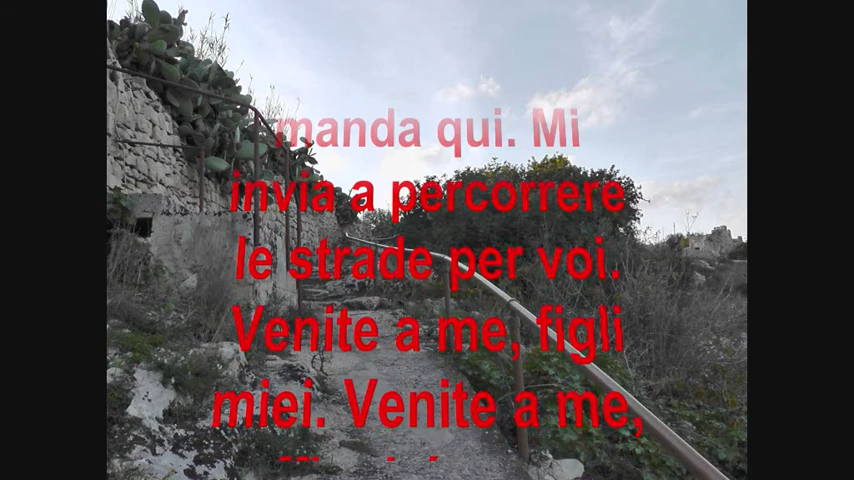 manda qui. Mi
invia a percorrere
le strade per voi.
Venite a me, figli
miei. Venite a me,